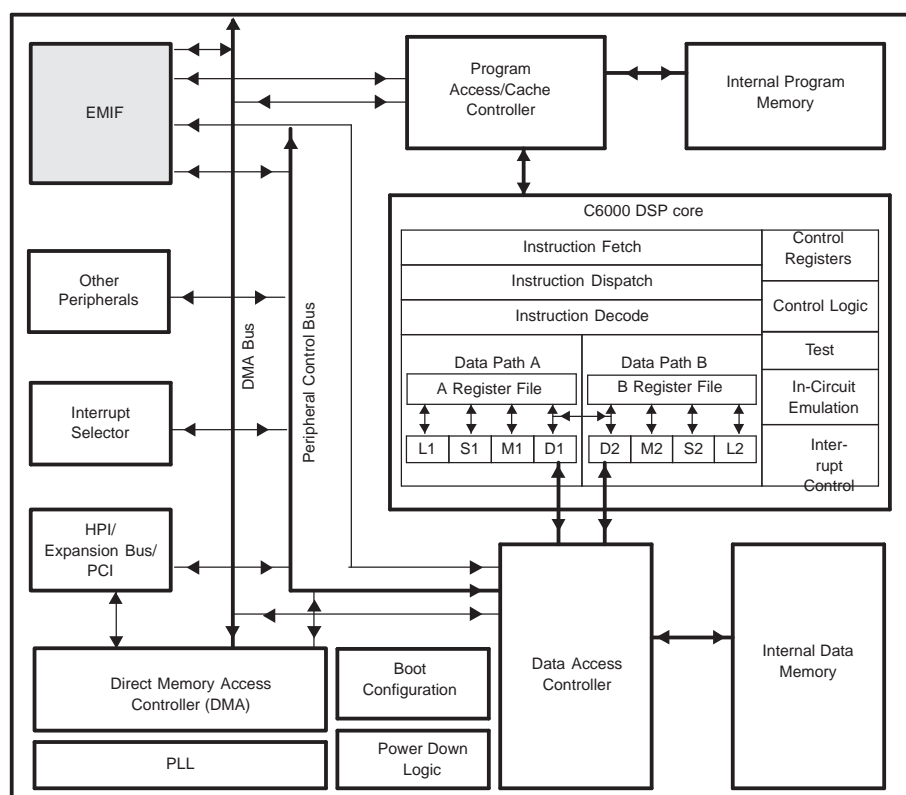 EMIF
Program
Access/Cache
Controller
Internal Program
Memory
C6000 DSP core
Instruction Fetch
Instruction Dispatch
Instruction Decode
Control
Registers
Control Logic
Test
In-Circuit
Emulation
Inter-
rupt
Control
Data Path A
A Register File
L1 S1 M1 D1
Data Path B
B Register File
D2 M2 S2 L2
Other
Peripherals
Interrupt
Selector
DMA Bus
Peripheral Control Bus
HPI/
Expansion Bus/
PCI
Direct Memory Access
Controller (DMA)
PLL
Boot
Configuration
Power Down
Logic
Data Access
Controller
Internal Data
Memory